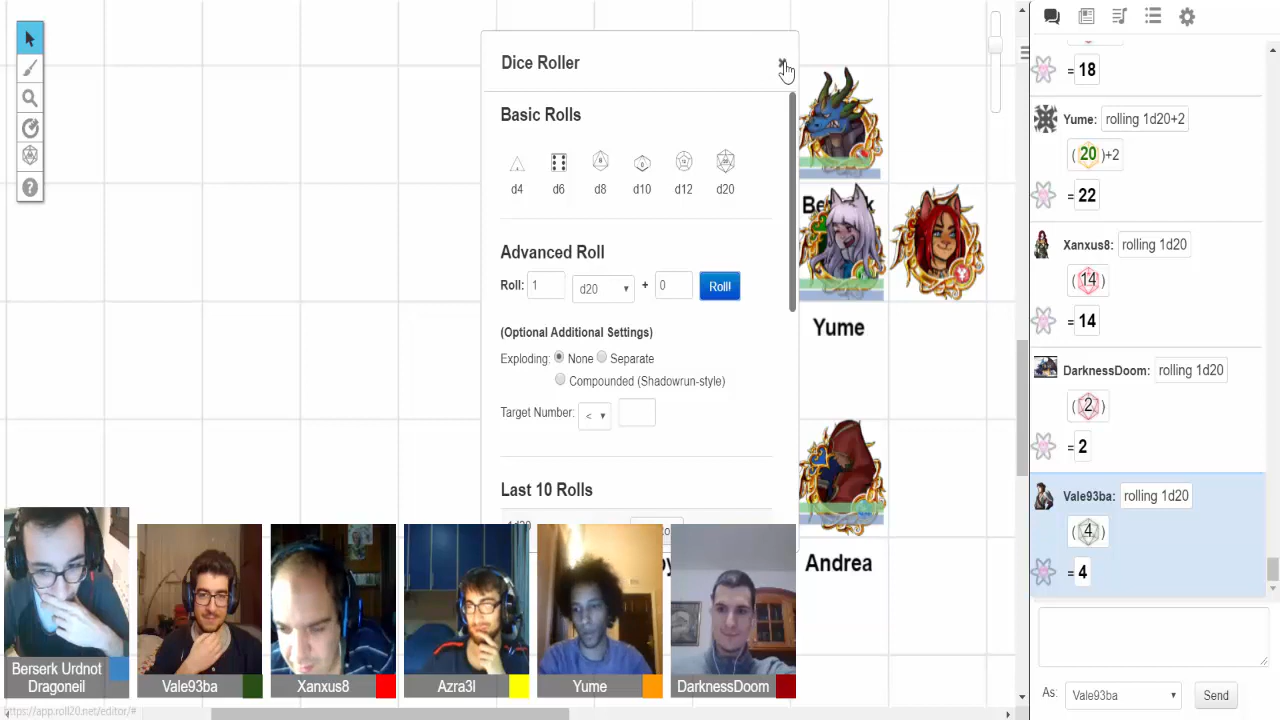 Dice Roller
Basic Rolls
d4
d6
d8
d10
d12
d20
Advanced Roll
Roll:
1
d20
+
0
Roll!
(Optional Additional Settings)
Exploding:
None
Separate
Compounded (Shadowrun-style)
Target Number:
<
Last 10 Rolls
Yume
Andrea
= 18
Yume: rolling 1d20+2
(20)+2
= 22
Xanxus8: rolling 1d20
(14)
= 14
DarknessDoom: rolling 1d20
(2)
= 2
Vale93ba: rolling 1d20
(4)
= 4
As:
Vale93ba
Send
Berserk Urdnot
Dragoneil
Vale93ba
Xanxus8
Azra3l
Yume
DarknessDoom
https://app.roll20.net/editor/#